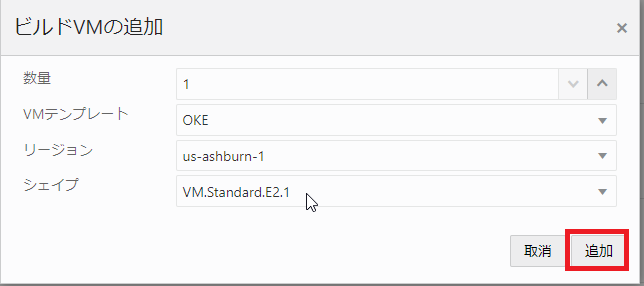 ビルドVMの追加
×
数量
1
VMテンプレート
OKE
リージョン
us-ashburn-1
シェイプ
VM.Standard.E2.1
取消
追加